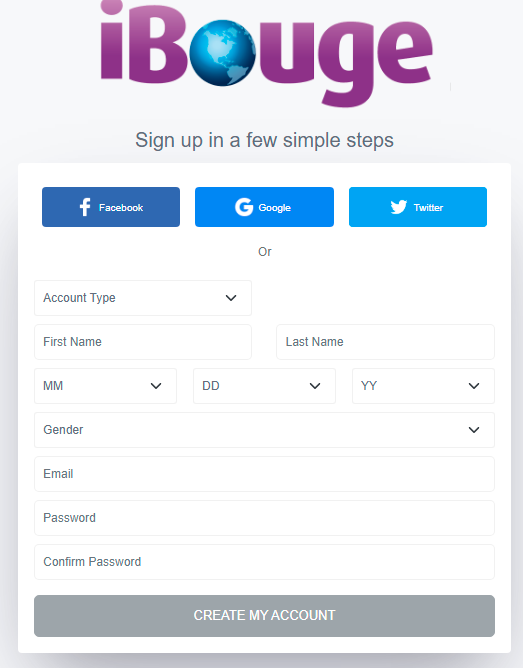 iBouge
Sign up in a few simple steps
Facebook Google Twitter
Or
Account Type
First Name Last Name
MM DD YY
Gender
Email
Password
Confirm Password
CREATE MY ACCOUNT